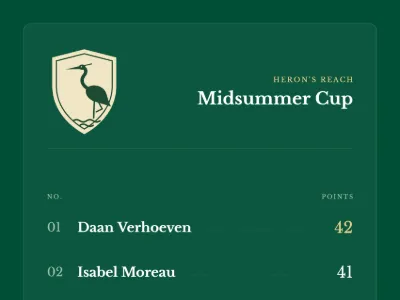 HERON'S REACH
Midsummer Cup
NO. POINTS
01 Daan Verhoeven 42
02 Isabel Moreau 41